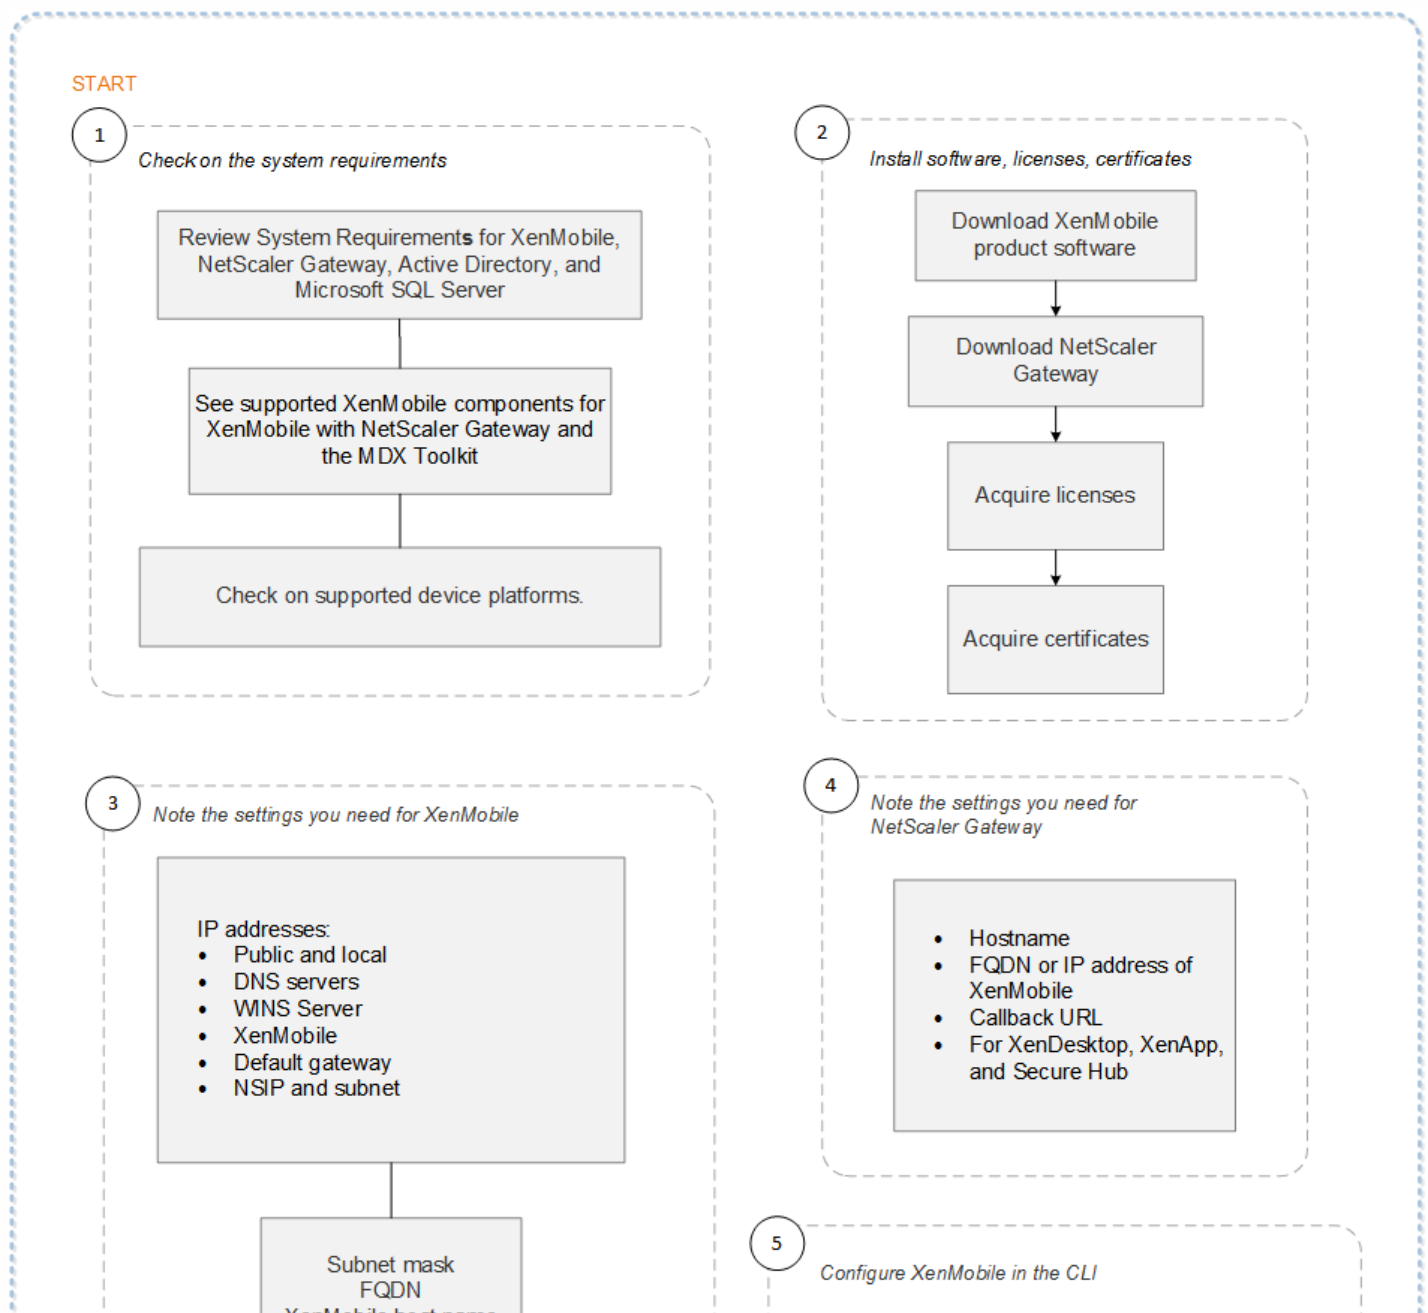 START
1
Check on the system requirements
Review System Requirements for XenMobile,
NetScaler Gateway, Active Directory, and
Microsoft SQL Server
See supported XenMobile components for
XenMobile with NetScaler Gateway and
the MDX Toolkit
Check on supported device platforms.
2
Install software, licenses, certificates
Download XenMobile
product software
Download NetScaler
Gateway
Acquire licenses
Acquire certificates
3
Note the settings you need for XenMobile
IP addresses:
• Public and local
• DNS servers
• WINS Server
• XenMobile
• Default gateway
• NSIP and subnet
Subnet mask
FQDN
XenMobile host name
4
Note the settings you need for
NetScaler Gateway
• Hostname
• FQDN or IP address of
XenMobile
• Callback URL
• For XenDesktop, XenApp,
and Secure Hub
5
Configure XenMobile in the CLI